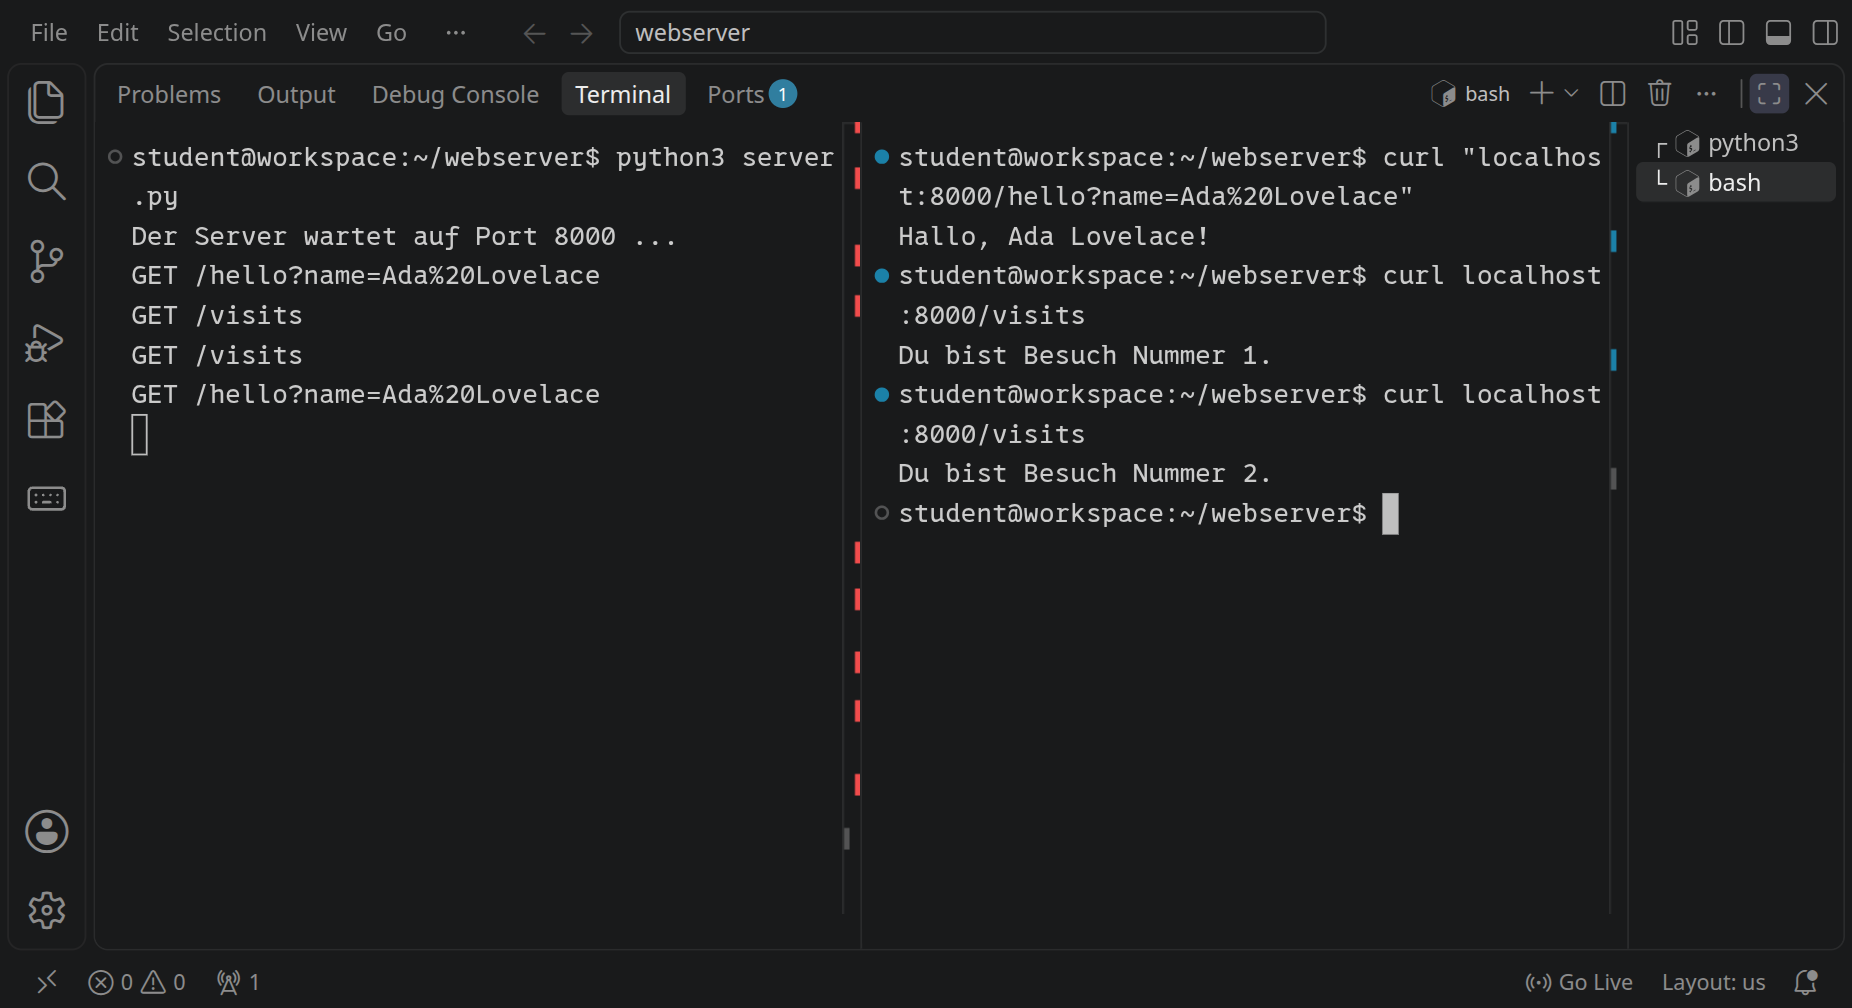 File Edit Selection View Go ··· webserver
Problems Output Debug Console Terminal Ports 1 bash
student@workspace:~/webserver$ python3 server
.py
Der Server wartet auf Port 8000 ...
GET /hello?name=Ada%20Lovelace
GET /visits
GET /visits
GET /hello?name=Ada%20Lovelace
student@workspace:~/webserver$ curl "localhos
t:8000/hello?name=Ada%20Lovelace"
Hallo, Ada Lovelace!
student@workspace:~/webserver$ curl localhost
:8000/visits
Du bist Besuch Nummer 1.
student@workspace:~/webserver$ curl localhost
:8000/visits
Du bist Besuch Nummer 2.
student@workspace:~/webserver$
python3
bash
0 0 1 Go Live Layout: us